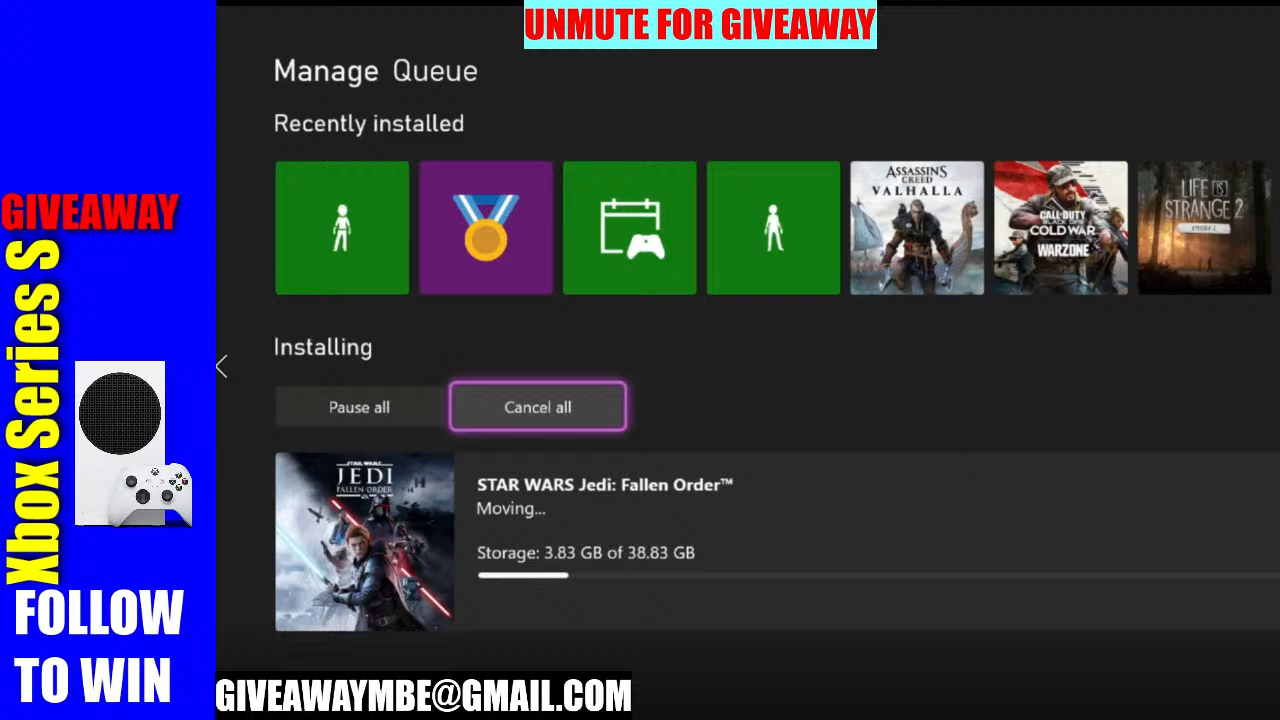 UNMUTE FOR GIVEAWAY
Manage Queue
Recently installed
ASSASSIN'S
CREED
VALHALLA
CALL OF DUTY
BLACK OPS
COLD WAR
WARZONE
LIFE IS
STRANGE 2
EPISODE 1
Installing
Pause all
Cancel all
STAR WARS
JEDI
FALLEN ORDER
STAR WARS Jedi: Fallen Order™
Moving...
Storage: 3.83 GB of 38.83 GB
GIVEAWAY
Xbox Series S
FOLLOW
TO WIN
GIVEAWAYMBE@GMAIL.COM